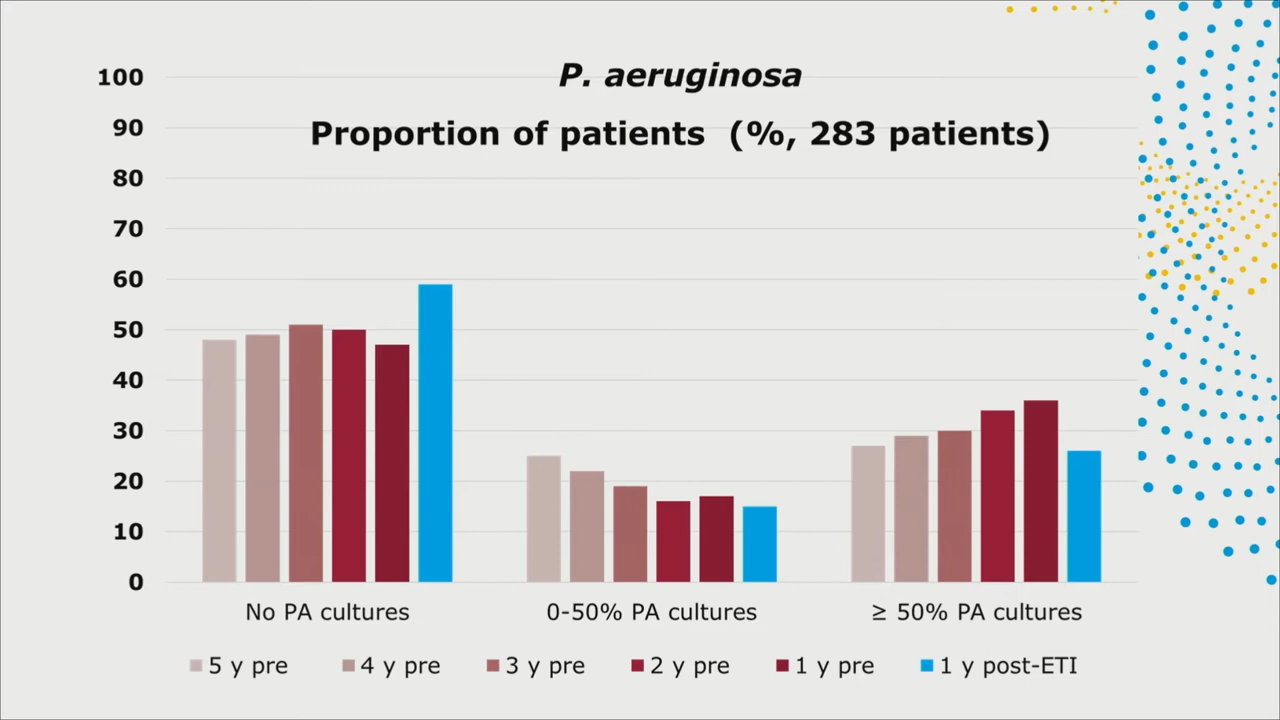 P. aeruginosa
Proportion of patients (%, 283 patients)
100
90
80
70
60
50
40
30
20
10
0
No PA cultures 0-50% PA cultures ≥ 50% PA cultures
5 y pre 4 y pre 3 y pre 2 y pre 1 y pre 1 y post-ETI